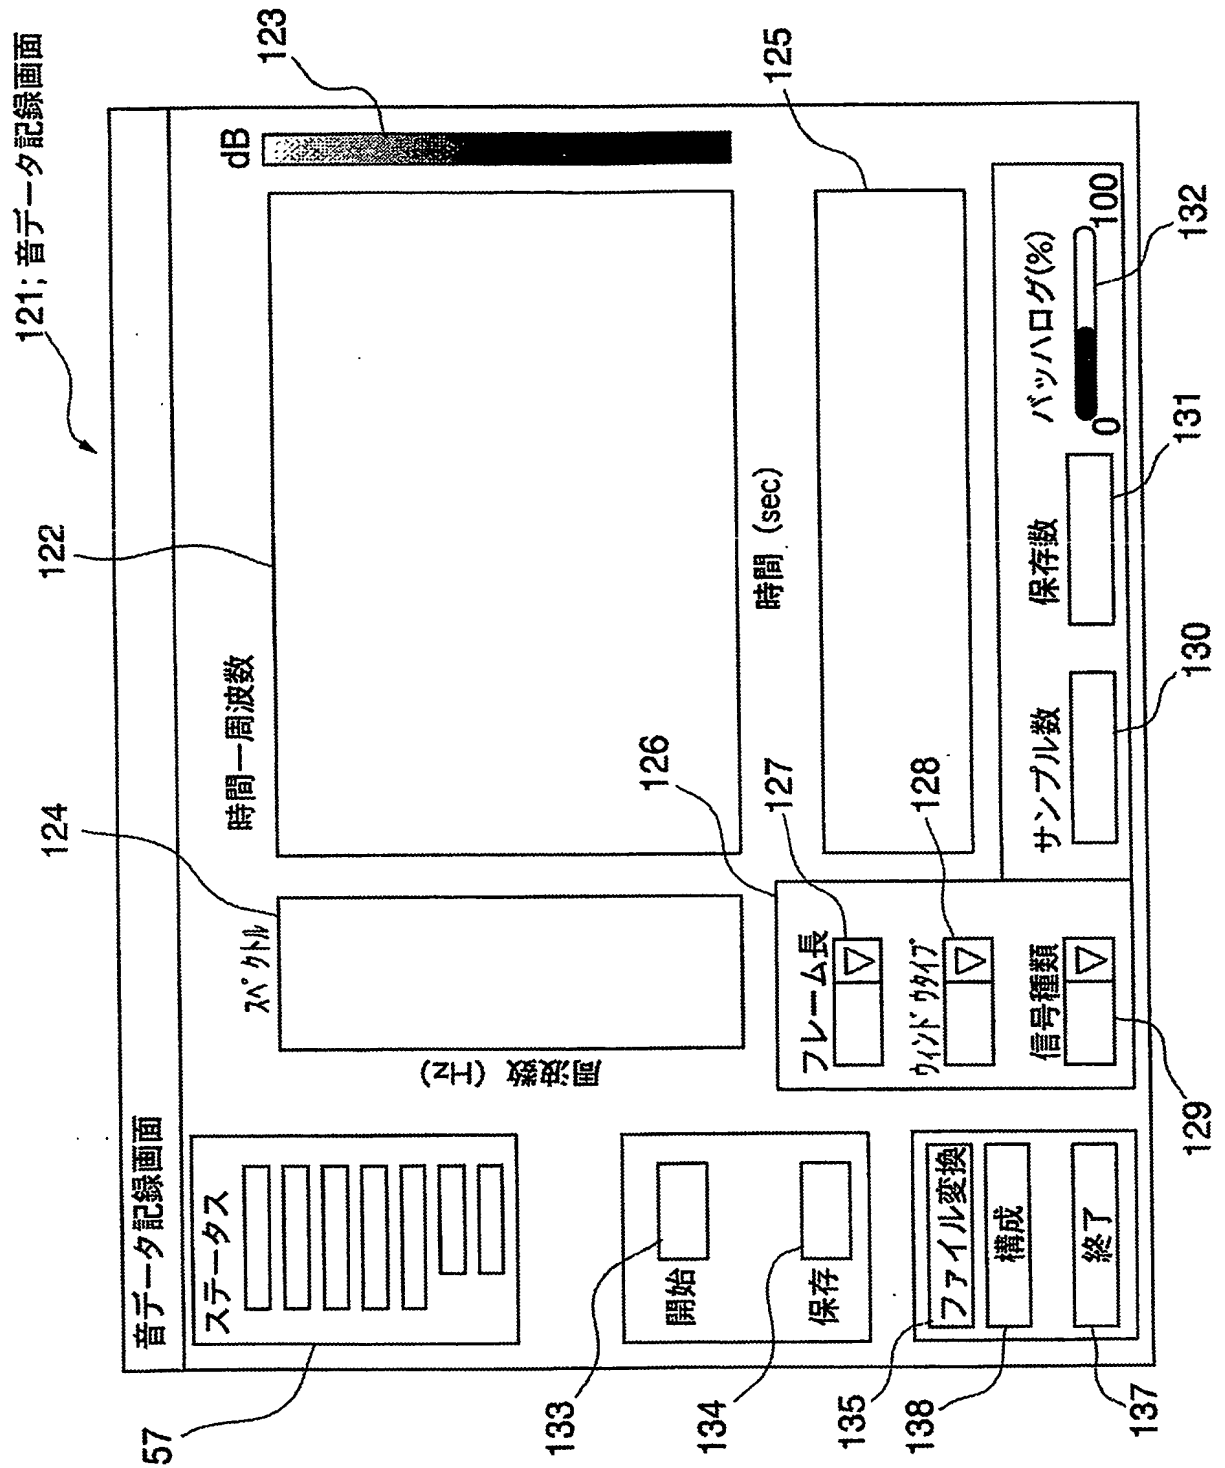 121; 音データ記録画面
122
123
124
音データ記録画面
dB
時間ー周波数
スペクトル
周波数 (Hz)
57
ステータス
時間 (sec)
125
126
127
フレーム長
128
ウィンドウタイプ
信号種類
129
133
開始
134
保存
135
ファイル変換
138
構成
137
終了
サンプル数
130
保存数
131
バッハログ(%)
0
100
132